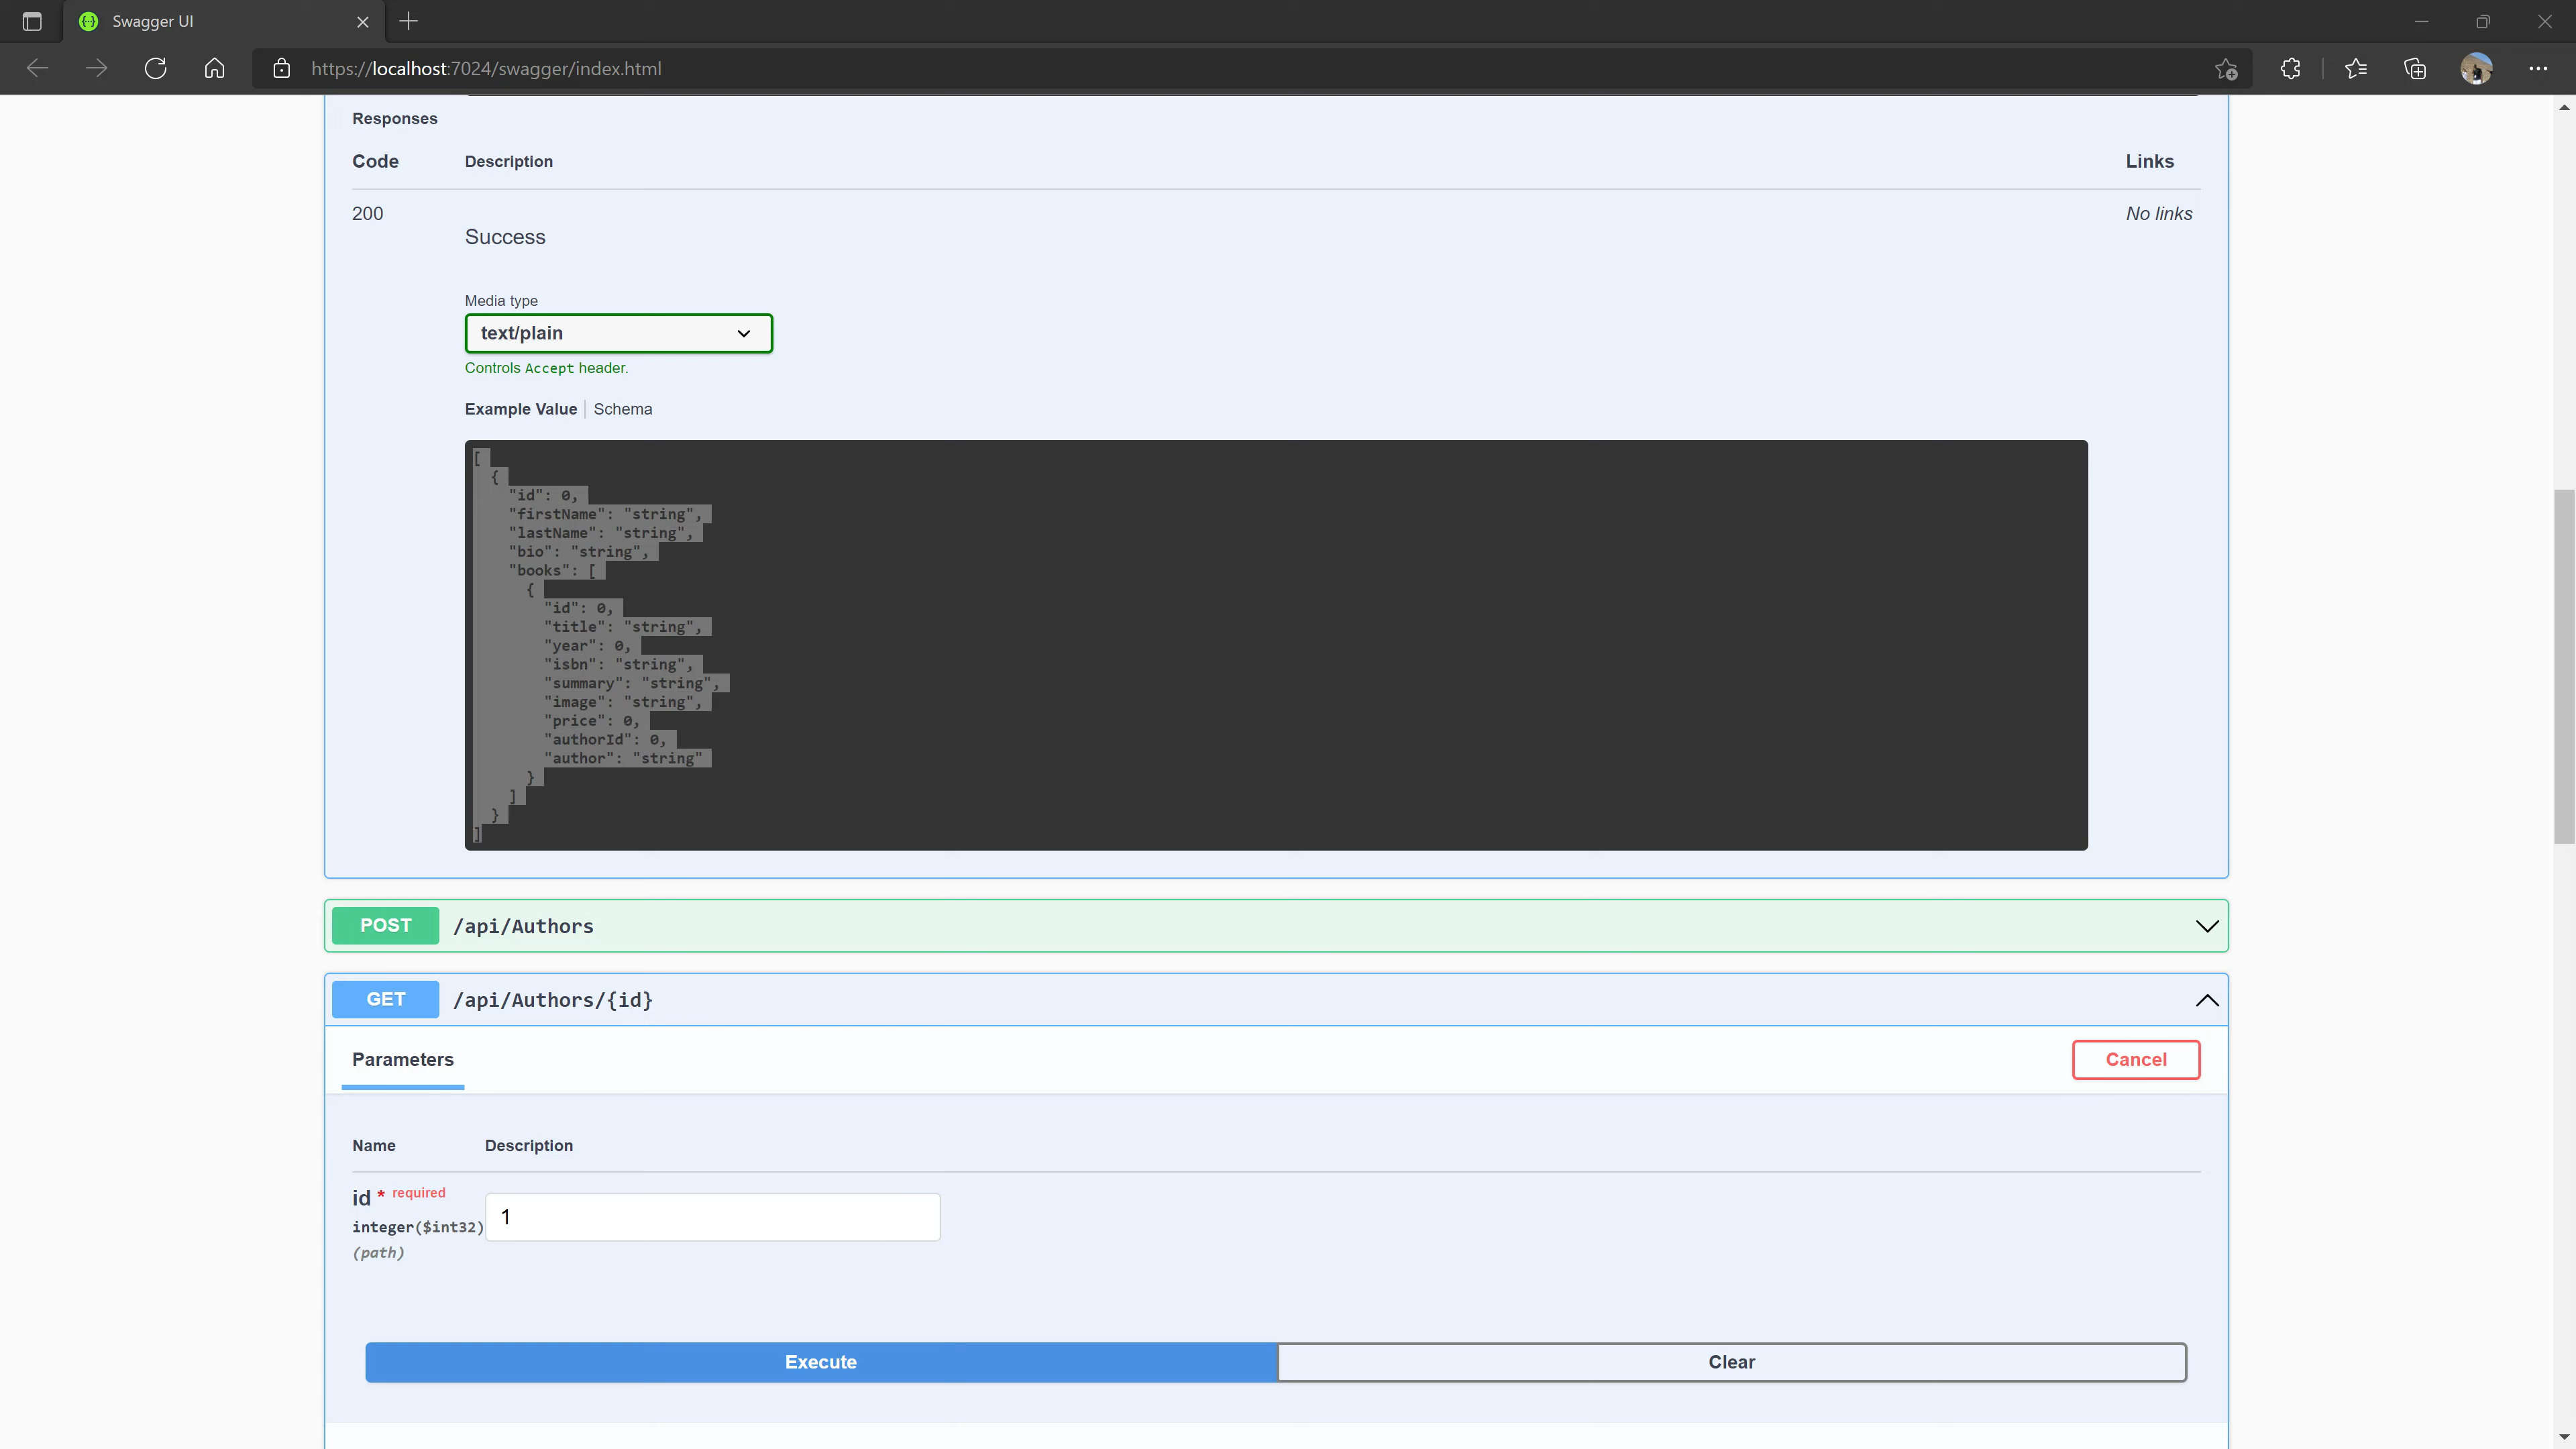 Swagger UI
https://localhost:7024/swagger/index.html
Responses
Code Description Links
200 No links
Success
Media type
text/plain
Controls Accept header.
Example Value Schema
[
{
"id": 0,
"firstName": "string",
"lastName": "string",
"bio": "string",
"books": [
{
"id": 0,
"title": "string",
"year": 0,
"isbn": "string",
"summary": "string",
"image": "string",
"price": 0,
"authorId": 0,
"author": "string"
}
]
}
]
POST /api/Authors
GET /api/Authors/{id}
Parameters Cancel
Name Description
id * required
1
integer($int32)
(path)
Execute Clear